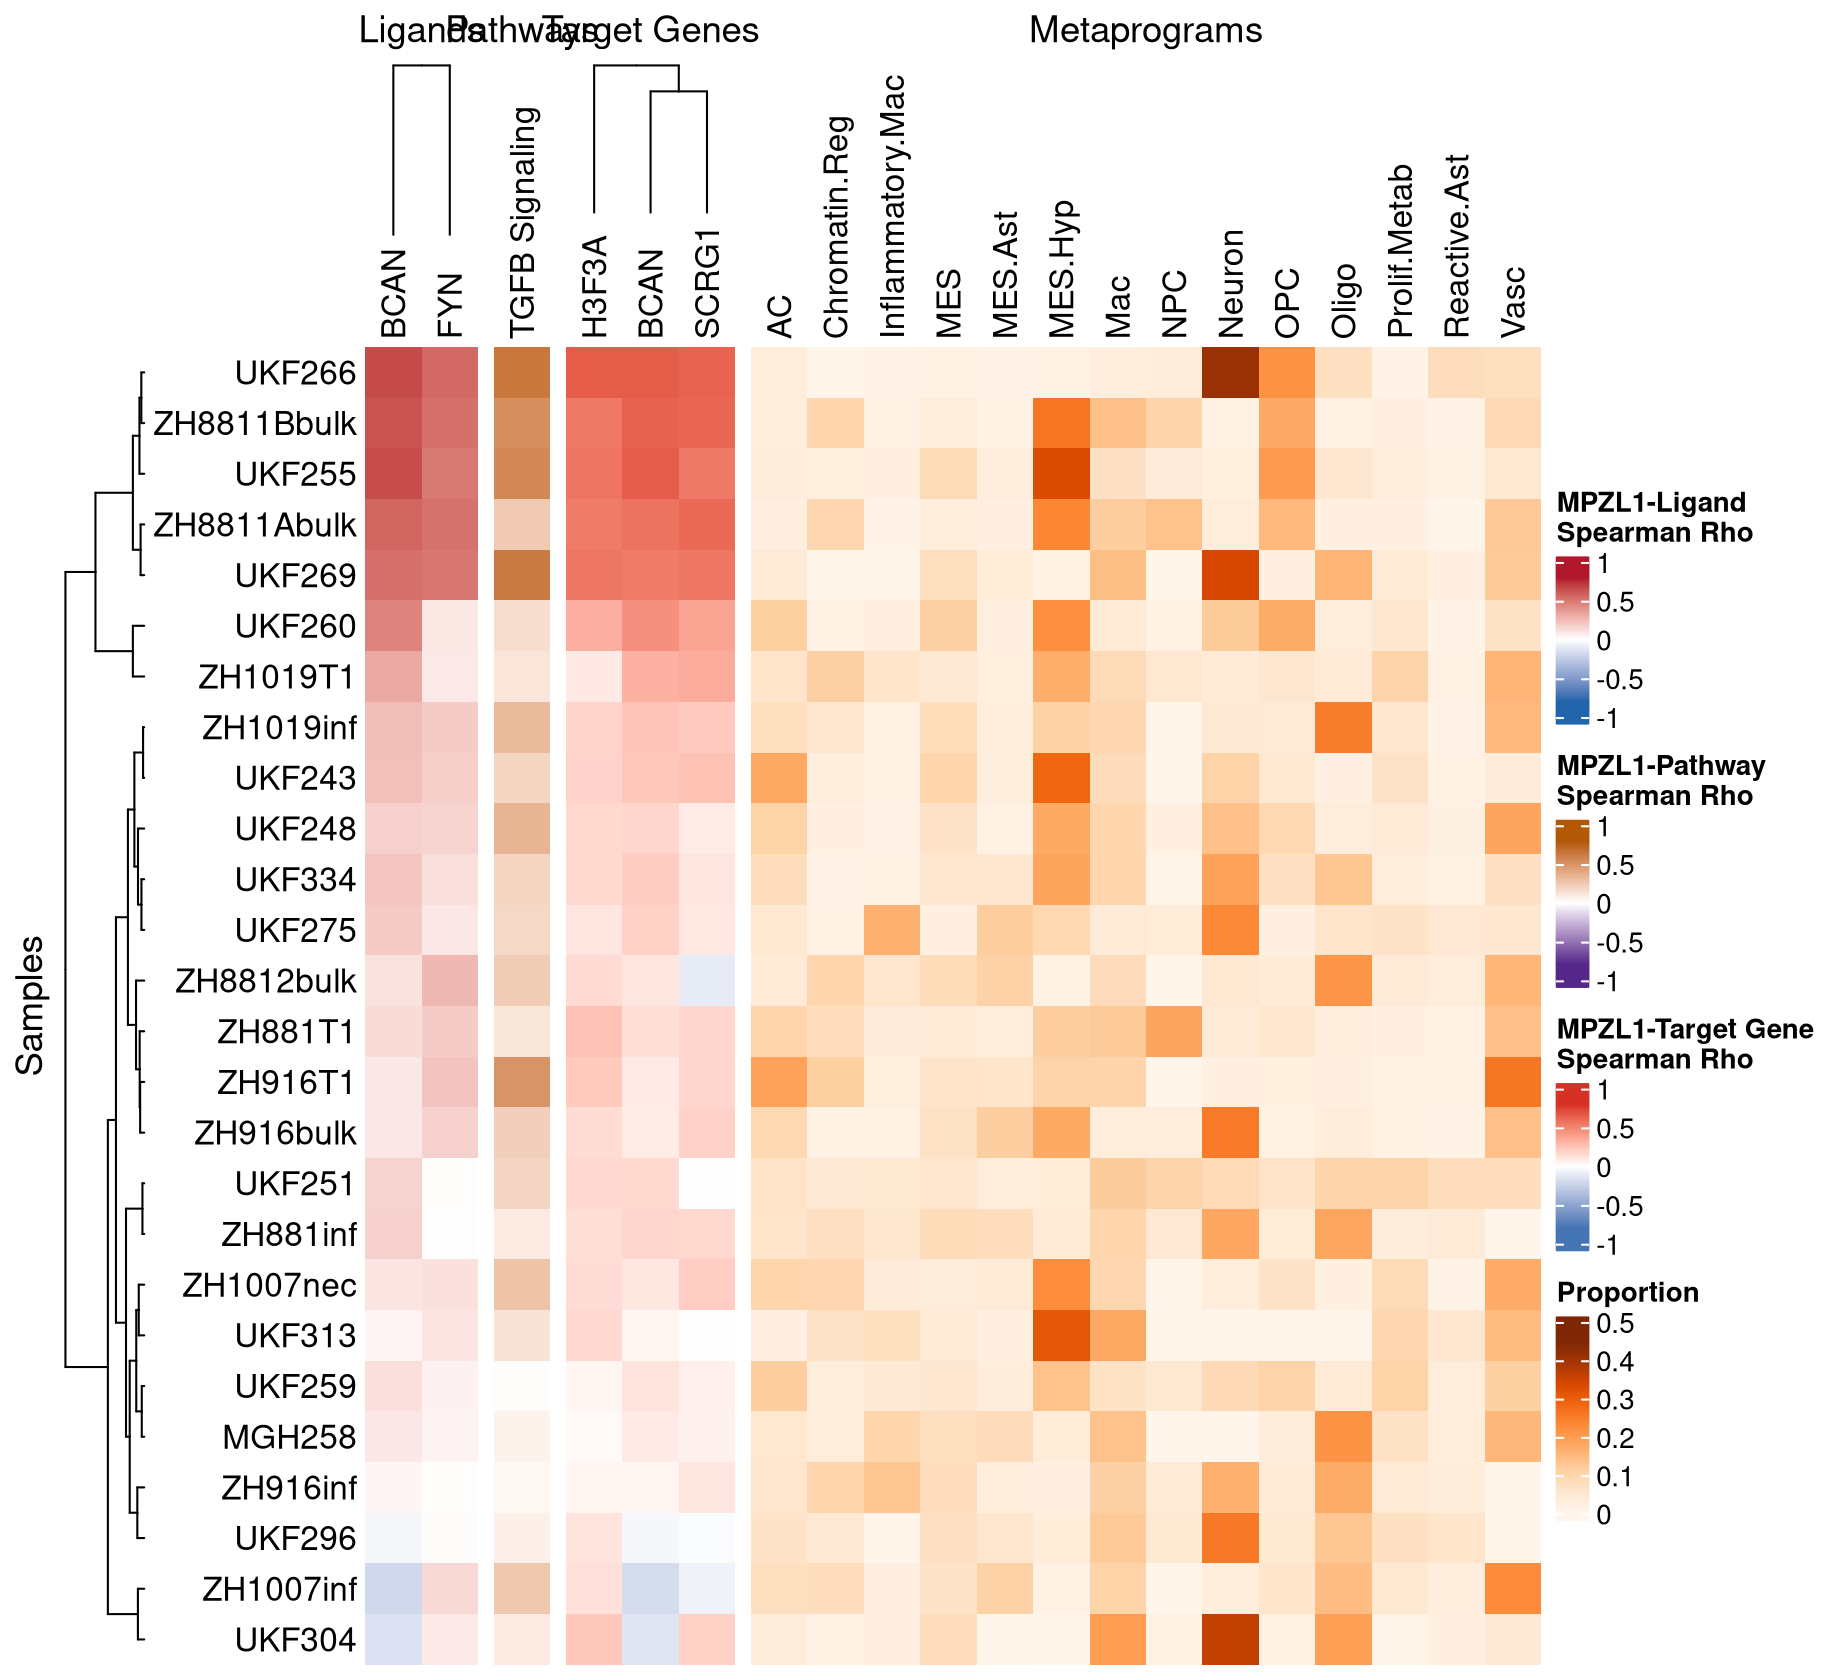 Ligands Pathways Target Genes Metaprograms
BCAN
FYN
TGFB Signaling
H3F3A
BCAN
SCRG1
AC
Chromatin.Reg
Inflammatory.Mac
MES
MES.Ast
MES.Hyp
Mac
NPC
Neuron
OPC
Oligo
Prolif.Metab
Reactive.Ast
Vasc
Samples
UKF266
ZH8811Bbulk
UKF255
ZH8811Abulk
UKF269
UKF260
ZH1019T1
ZH1019inf
UKF243
UKF248
UKF334
UKF275
ZH8812bulk
ZH881T1
ZH916T1
ZH916bulk
UKF251
ZH881inf
ZH1007nec
UKF313
UKF259
MGH258
ZH916inf
UKF296
ZH1007inf
UKF304
MPZL1-Ligand
Spearman Rho
1
0.5
0
-0.5
-1
MPZL1-Pathway
Spearman Rho
1
0.5
0
-0.5
-1
MPZL1-Target Gene
Spearman Rho
1
0.5
0
-0.5
-1
Proportion
0.5
0.4
0.3
0.2
0.1
0